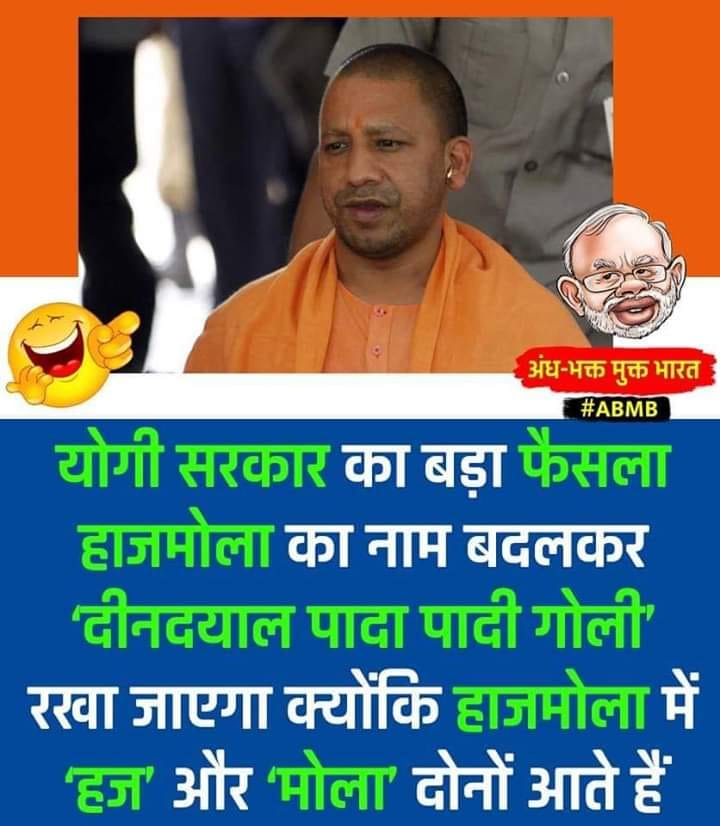 अंध-भक्त मुक्त भारत
#ABMB
योगी सरकार का बड़ा फैसला
हाजमोला का नाम बदलकर
‘दीनदयाल पादा पादी गोली’
रखा जाएगा क्योंकि हाजमोला में
‘हज’ और ‘मोला’ दोनों आते हैं